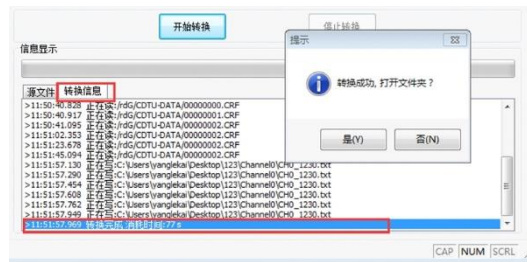 开始转换
停止转换
信息显示
提示
转换成功, 打开文件夹 ?
是(Y)
否(N)
源文件
转换信息
>11:50:40.828 正在读:/rdG/CDTU-DATA/00000000.CRF
>11:50:40.917 正在读:/rdG/CDTU-DATA/00000001.CRF
>11:50:41.095 正在读:/rdG/CDTU-DATA/00000002.CRF
>11:51:02.353 正在读:/rdG/CDTU-DATA/00000002.CRF
>11:51:23.678 正在读:/rdG/CDTU-DATA/00000002.CRF
>11:51:45.094 正在读:/rdG/CDTU-DATA/00000002.CRF
>11:51:57.130 正在写:C:\Users\yanglekai\Desktop\123\Channel0\CH0_1230.txt
>11:51:57.290 正在写:C:\Users\yanglekai\Desktop\123\Channel0\CH0_1230.txt
>11:51:57.454 正在写:C:\Users\yanglekai\Desktop\123\Channel0\CH0_1230.txt
>11:51:57.608 正在写:C:\Users\yanglekai\Desktop\123\Channel0\CH0_1230.txt
>11:51:57.762 正在写:C:\Users\yanglekai\Desktop\123\Channel0\CH0_1230.txt
>11:51:57.949 正在写:C:\Users\yanglekai\Desktop\123\Channel0\CH0_1230.txt
>11:51:57.969 转换完成, 消耗时间:77 s
CAP NUM SCRL